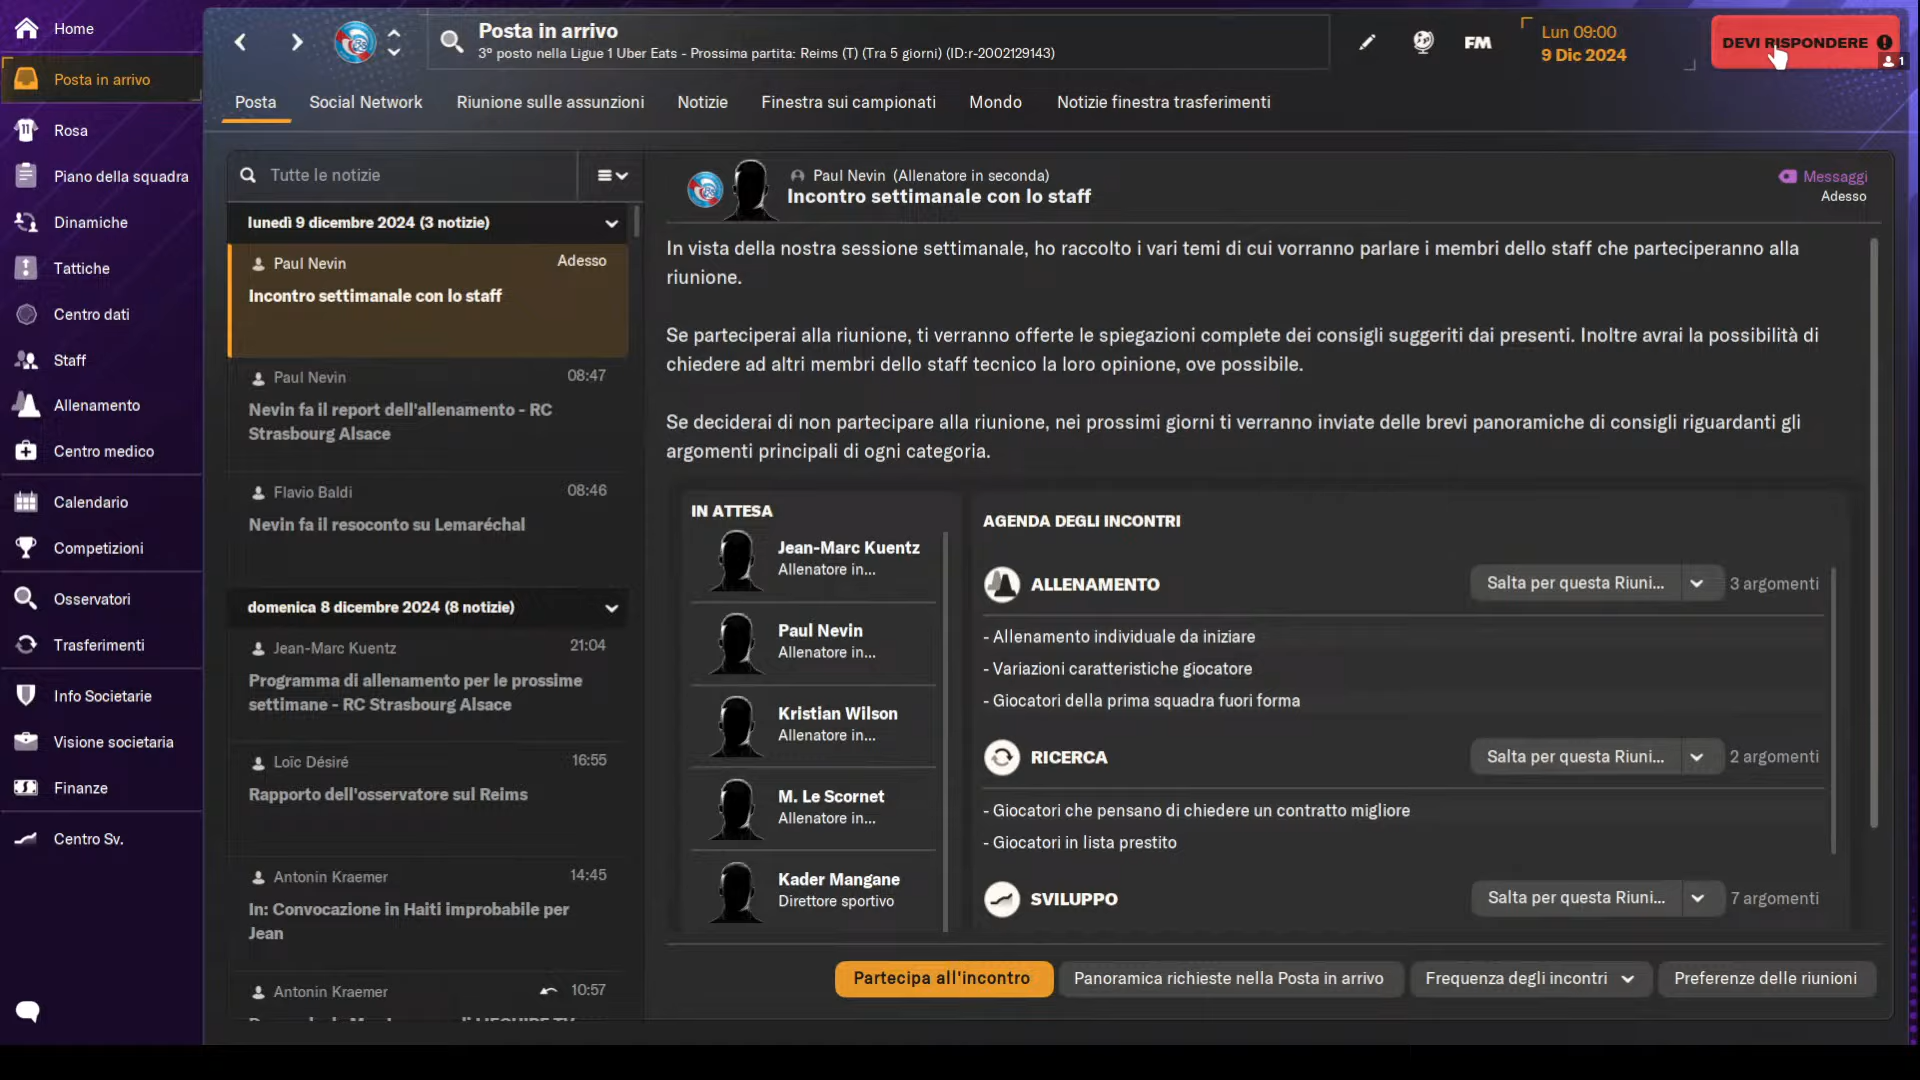 Home
Posta in arrivo
Rosa
Piano della squadra
Dinamiche
Tattiche
Centro dati
Staff
Allenamento
Centro medico
Calendario
Competizioni
Osservatori
Trasferimenti
Info Societarie
Visione societaria
Finanze
Centro Sv.
Posta in arrivo
3° posto nella Ligue 1 Uber Eats - Prossima partita: Reims (T) (Tra 5 giorni) (ID:r-2002129143)
FM
Lun 09:00
9 Dic 2024
DEVI RISPONDERE
1
Posta
Social Network
Riunione sulle assunzioni
Notizie
Finestra sui campionati
Mondo
Notizie finestra trasferimenti
Tutte le notizie
lunedì 9 dicembre 2024 (3 notizie)
Paul Nevin Adesso
Incontro settimanale con lo staff
Paul Nevin 08:47
Nevin fa il report dell'allenamento - RC
Strasbourg Alsace
Flavio Baldi 08:46
Nevin fa il resoconto su Lemaréchal
domenica 8 dicembre 2024 (8 notizie)
Jean-Marc Kuentz 21:04
Programma di allenamento per le prossime
settimane - RC Strasbourg Alsace
Loïc Désiré 16:55
Rapporto dell'osservatore sul Reims
Antonin Kraemer 14:45
In: Convocazione in Haiti improbabile per
Jean
Antonin Kraemer 10:57
Paul Nevin (Allenatore in seconda)
Incontro settimanale con lo staff
Messaggi
Adesso
In vista della nostra sessione settimanale, ho raccolto i vari temi di cui vorranno parlare i membri dello staff che parteciperanno alla
riunione.
Se parteciperai alla riunione, ti verranno offerte le spiegazioni complete dei consigli suggeriti dai presenti. Inoltre avrai la possibilità di
chiedere ad altri membri dello staff tecnico la loro opinione, ove possibile.
Se deciderai di non partecipare alla riunione, nei prossimi giorni ti verranno inviate delle brevi panoramiche di consigli riguardanti gli
argomenti principali di ogni categoria.
IN ATTESA
Jean-Marc Kuentz
Allenatore in...
Paul Nevin
Allenatore in...
Kristian Wilson
Allenatore in...
M. Le Scornet
Allenatore in...
Kader Mangane
Direttore sportivo
AGENDA DEGLI INCONTRI
ALLENAMENTO Salta per questa Riuni... 3 argomenti
- Allenamento individuale da iniziare
- Variazioni caratteristiche giocatore
- Giocatori della prima squadra fuori forma
RICERCA Salta per questa Riuni... 2 argomenti
- Giocatori che pensano di chiedere un contratto migliore
- Giocatori in lista prestito
SVILUPPO Salta per questa Riuni... 7 argomenti
Partecipa all'incontro
Panoramica richieste nella Posta in arrivo
Frequenza degli incontri
Preferenze delle riunioni